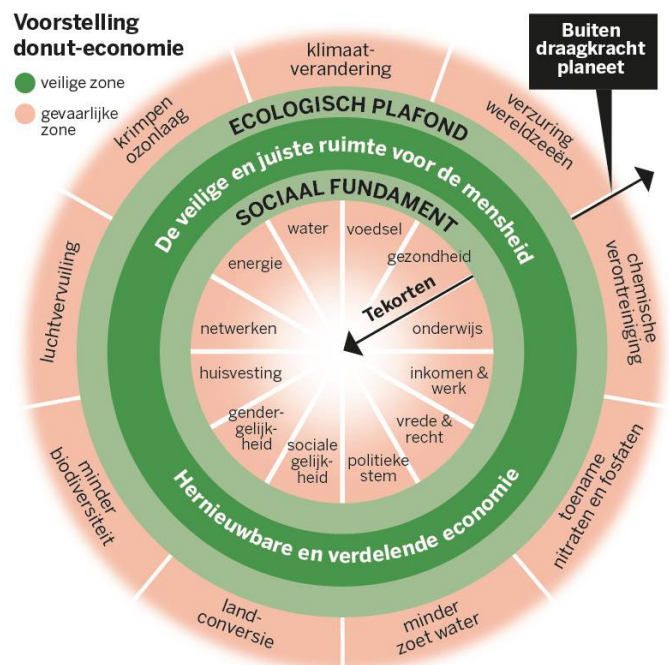 Voorstelling
donut-economie
veilige zone
gevaarlijke
zone
Buiten
draagkracht
planeet
klimaat-
verandering
verzuring
wereldzeeën
chemische
verontreiniging
toename
nitraten en fosfaten
minder
zoet water
land-
conversie
minder
biodiversiteit
luchtvervuiling
krimpen
ozonlaag
ECOLOGISCH PLAFOND
De veilige en juiste ruimte voor de mensheid
SOCIAAL FUNDAMENT
water
voedsel
gezondheid
onderwijs
inkomen &
werk
vrede &
recht
politieke
stem
sociale
gelijk-
heid
gender-
gelijk-
heid
huisvesting
netwerken
energie
Tekorten
Hernieuwbare en verdelende economie